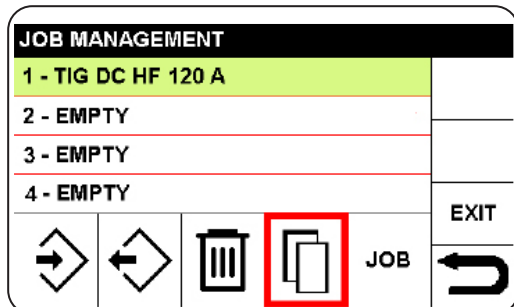 JOB MANAGEMENT
1 - TIG DC HF 120 A
2 - EMPTY
3 - EMPTY
4 - EMPTY
EXIT
JOB